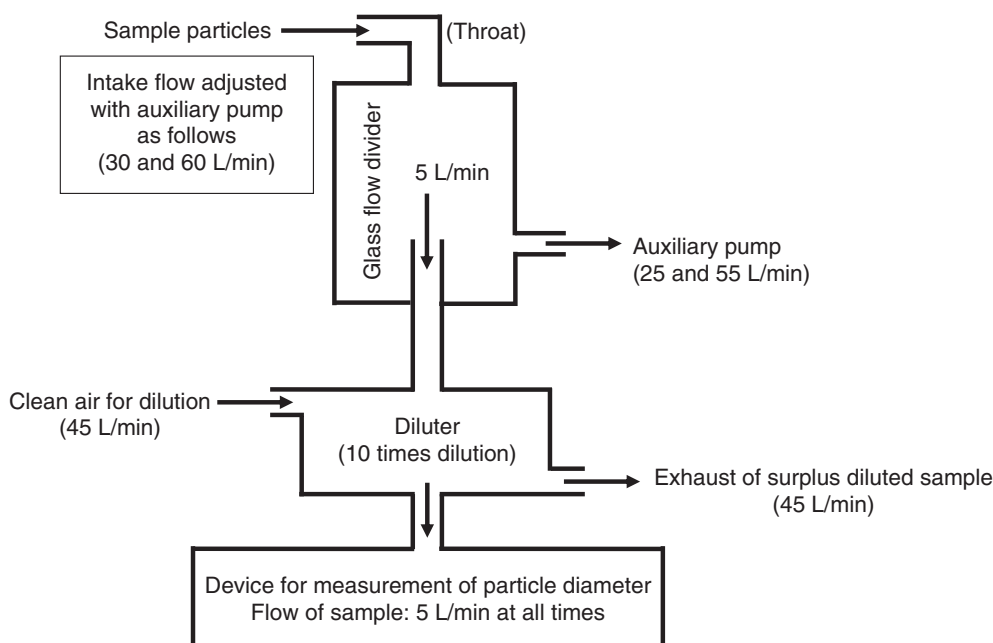 Sample particles
(Throat)
Intake flow adjusted
with auxiliary pump
as follows
(30 and 60 L/min)
Glass flow divider
5 L/min
Auxiliary pump
(25 and 55 L/min)
Clean air for dilution
(45 L/min)
Diluter
(10 times dilution)
Exhaust of surplus diluted sample
(45 L/min)
Device for measurement of particle diameter
Flow of sample: 5 L/min at all times